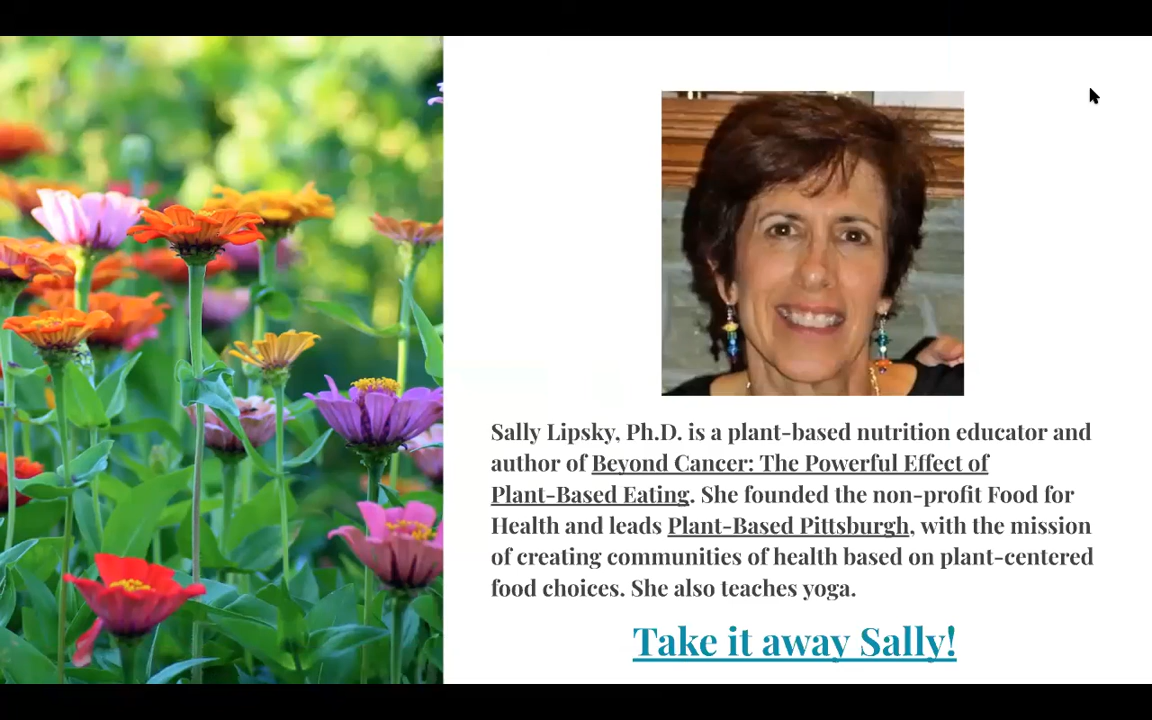 Sally Lipsky, Ph.D. is a plant-based nutrition educator and
author of Beyond Cancer: The Powerful Effect of
Plant-Based Eating. She founded the non-profit Food for
Health and leads Plant-Based Pittsburgh, with the mission
of creating communities of health based on plant-centered
food choices. She also teaches yoga.
Take it away Sally!